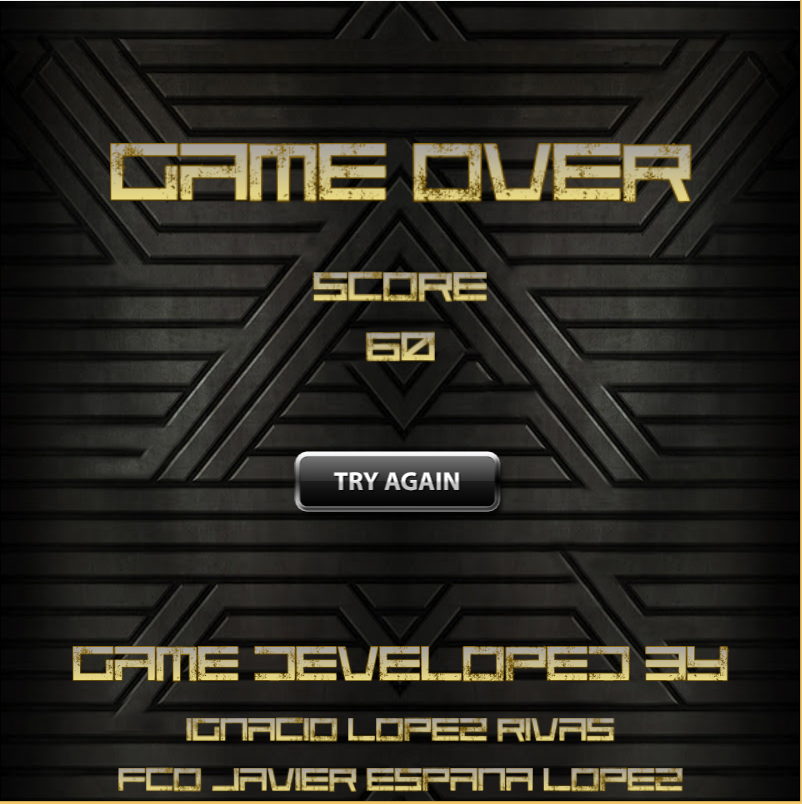 GAME OVER
SCORE
60
TRY AGAIN
GAME DEVELOPED BY
IGNACIO LOPEZ RIVAS
FCO JAVIER ESPANA LOPEZ